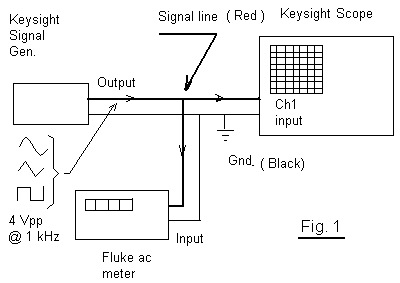 Keysight
Signal
Gen.
Signal line ( Red )
Keysight Scope
Output
Ch1
input
Gnd. ( Black)
4 Vpp
@ 1 kHz
Input
Fluke ac
meter
Fig. 1